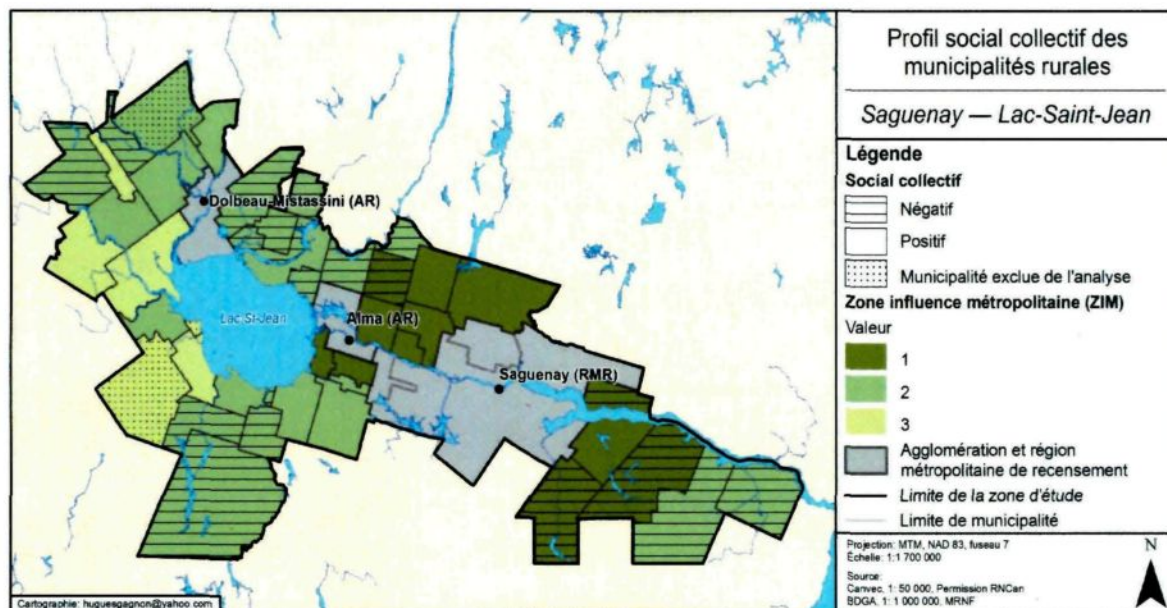 Profil social collectif des
municipalités rurales
Saguenay — Lac-Saint-Jean
Légende
Social collectif
Négatif
Positif
Municipalité exclue de l'analyse
Zone influence métropolitaine (ZIM)
Valeur
1
2
3
Agglomération et région
métropolitaine de recensement
Limite de la zone d'étude
Limite de municipalité
Projection: MTM, NAD 83, fuseau 7
Échelle: 1:1 700 000
Source:
Canvec, 1: 50 000, Permission RNCan
BDGA, 1: 1 000 000, MRNF
N
Dolbeau-Mistassini (AR)
Lac St-Jean
Alma (AR)
Saguenay (RMR)
Cartographie: huguesgagnon@yahoo.com